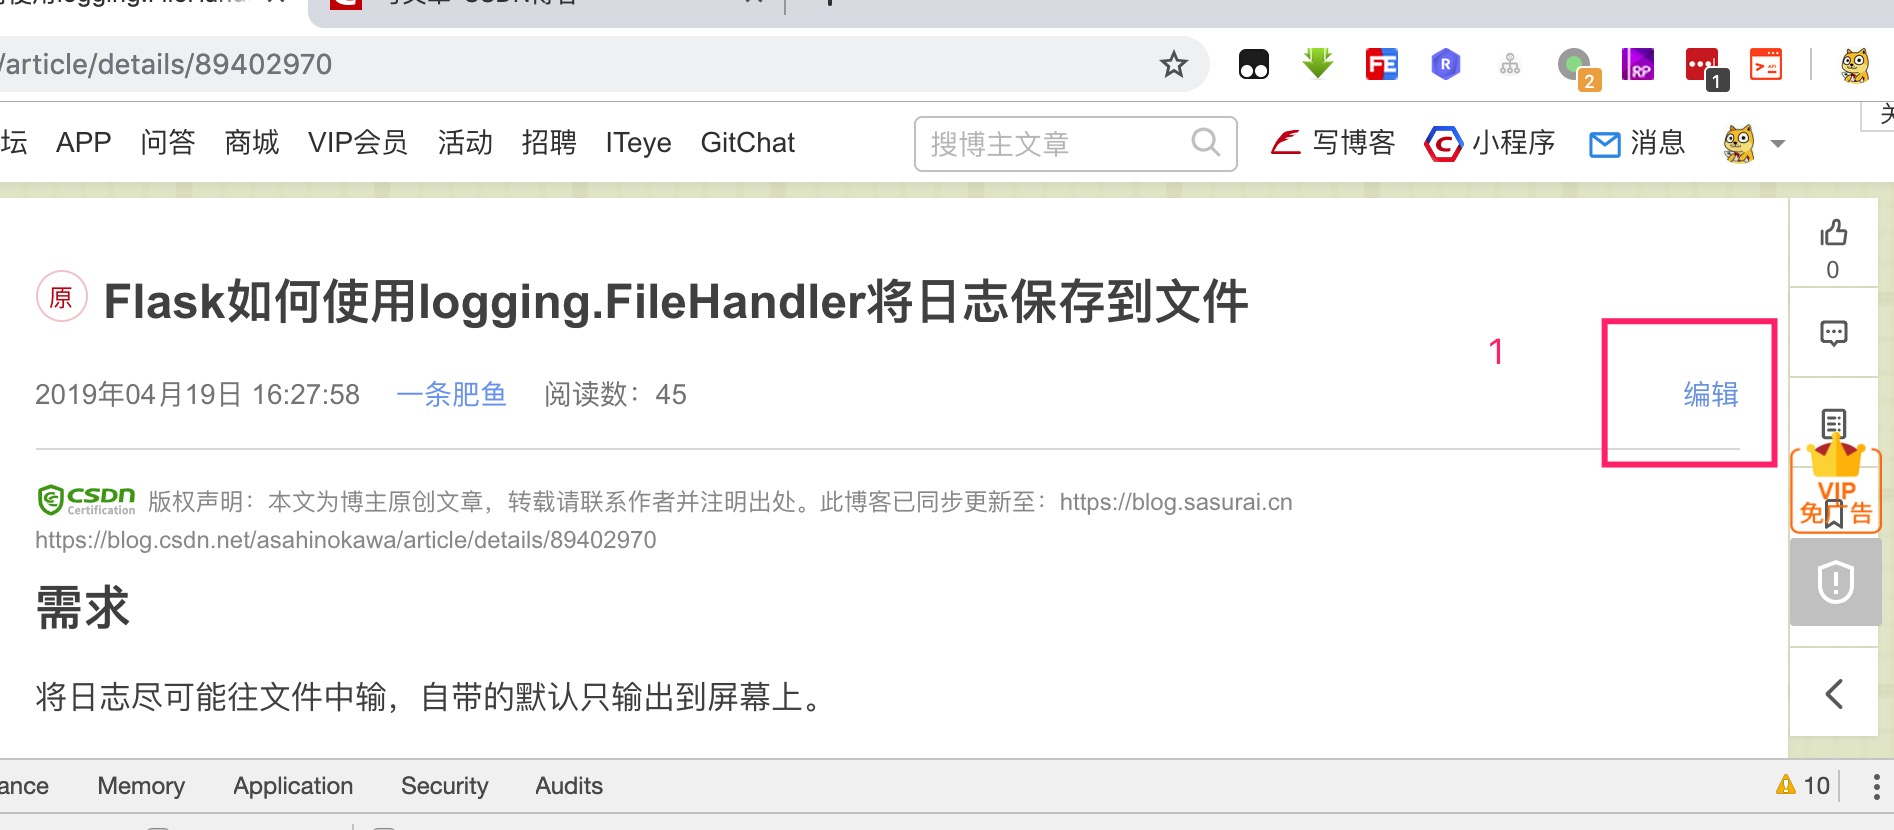 /article/details/89402970
FE
R
2
RP
1
API
坛 APP 问答 商城 VIP会员 活动 招聘 ITeye GitChat
搜博主文章
写博客 小程序 消息
原 Flask如何使用logging.FileHandler将日志保存到文件
0
1
2019年04月19日 16:27:58 一条肥鱼 阅读数：45
编辑
CSDN Certification 版权声明：本文为博主原创文章，转载请联系作者并注明出处。此博客已同步更新至：https://blog.sasurai.cn
https://blog.csdn.net/asahinokawa/article/details/89402970
VIP
免广告
需求
将日志尽可能往文件中输，自带的默认只输出到屏幕上。
ance Memory Application Security Audits
10